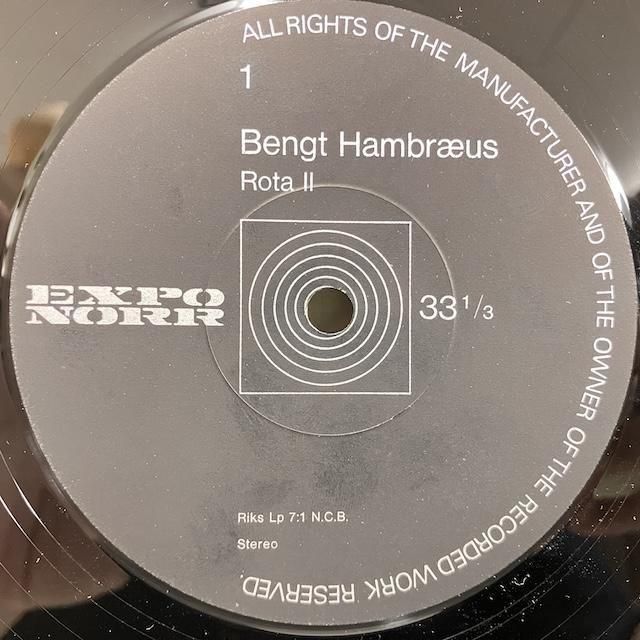 ALL RIGHTS OF THE MANUFACTURER AND OF THE OWNER OF THE RECORDED WORK RESERVED.
1
Bengt Hambræus
Rota II
EXPO
NORR
33 1/3
Riks Lp 7:1 N.C.B.
Stereo